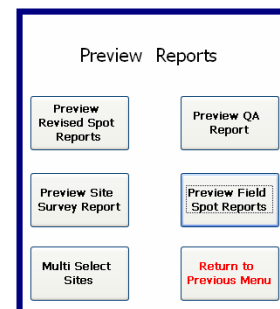 Preview Reports
Preview
Revised Spot
Reports
Preview QA
Report
Preview Site
Survey Report
Preview Field
Spot Reports
Multi Select
Sites
Return to
Previous Menu